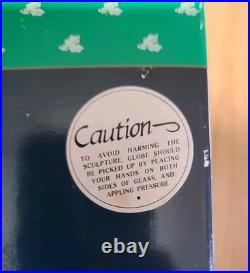 Caution
TO AVOID HARMING THE
SCULPTURE, GLOBE SHOULD
BE PICKED UP BY PLACING
YOUR HANDS ON BOTH
SIDES OF GLASS, AND
APPLING PRESSURE